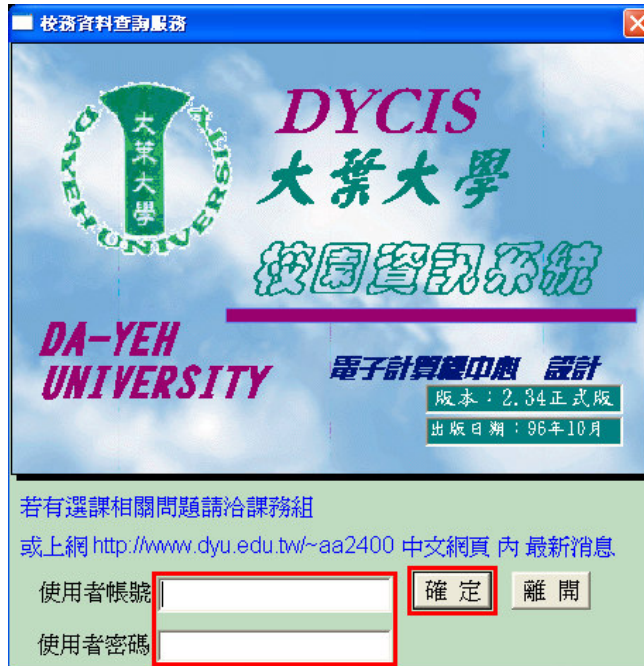 校務資料查詢服務
大葉大學
DAYEH UNIVERSITY
DYCIS
大葉大學
校園資訊系統
DA-YEH
UNIVERSITY
電子計算機中心 設計
版本：2.34正式版
出版日期：96年10月
若有選課相關問題請洽課務組
或上網 http://www.dyu.edu.tw/~aa2400 中文網頁 內 最新消息
使用者帳號 確定 離開
使用者密碼